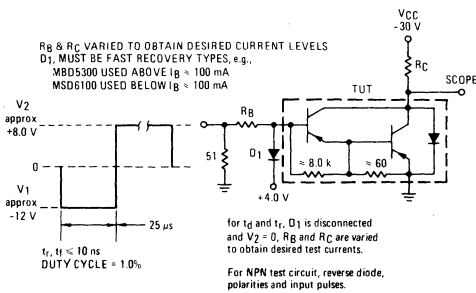 RB & RC VARIED TO OBTAIN DESIRED CURRENT LEVELS
D1, MUST BE FAST RECOVERY TYPES, e.g.,
MBD5300 USED ABOVE IB ≈ 100 mA
MSD6100 USED BELOW IB ≈ 100 mA
VCC
-30 V
RC
SCOPE
TUT
V2
approx
+8.0 V
0
V1
approx
-12 V
RB
51
D1
+4.0 V
≈ 8.0 k
≈ 60
25 µs
tr, tf ≤ 10 ns
DUTY CYCLE = 1.0%
for td and tr, D1 is disconnected
and V2 = 0, RB and RC are varied
to obtain desired test currents.
For NPN test circuit, reverse diode,
polarities and input pulses.